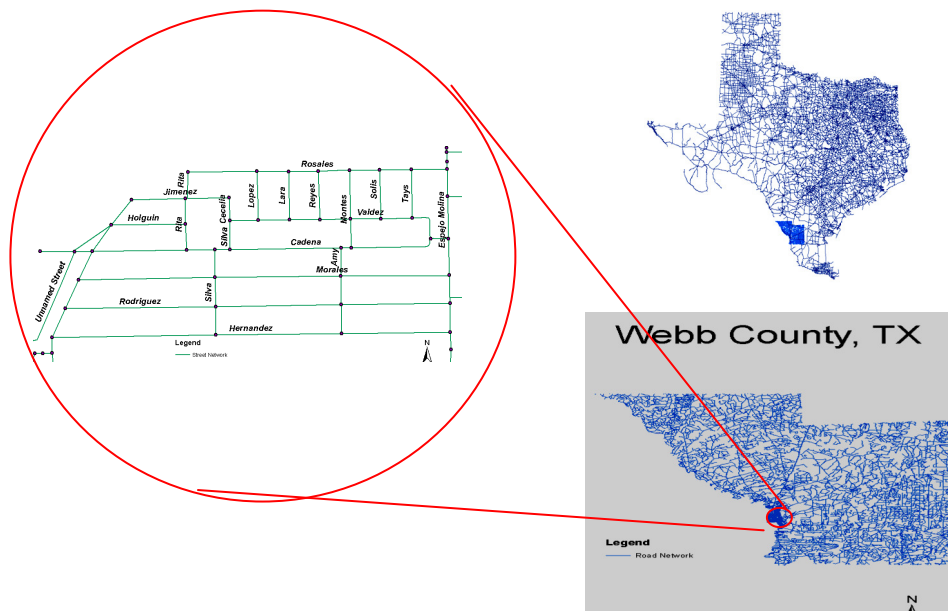 Rosales
Rita
Jimenez
Lopez
Lara
Reyes
Montes
Solis
Tays
Silva Cecelia
Holguin
Rita
Valdez
Espejo Molina
Cadena
Amy
Unnamed Street
Morales
Silva
Rodriguez
Hernandez
Legend
Street Network
N
Webb County, TX
Legend
Road Network
N